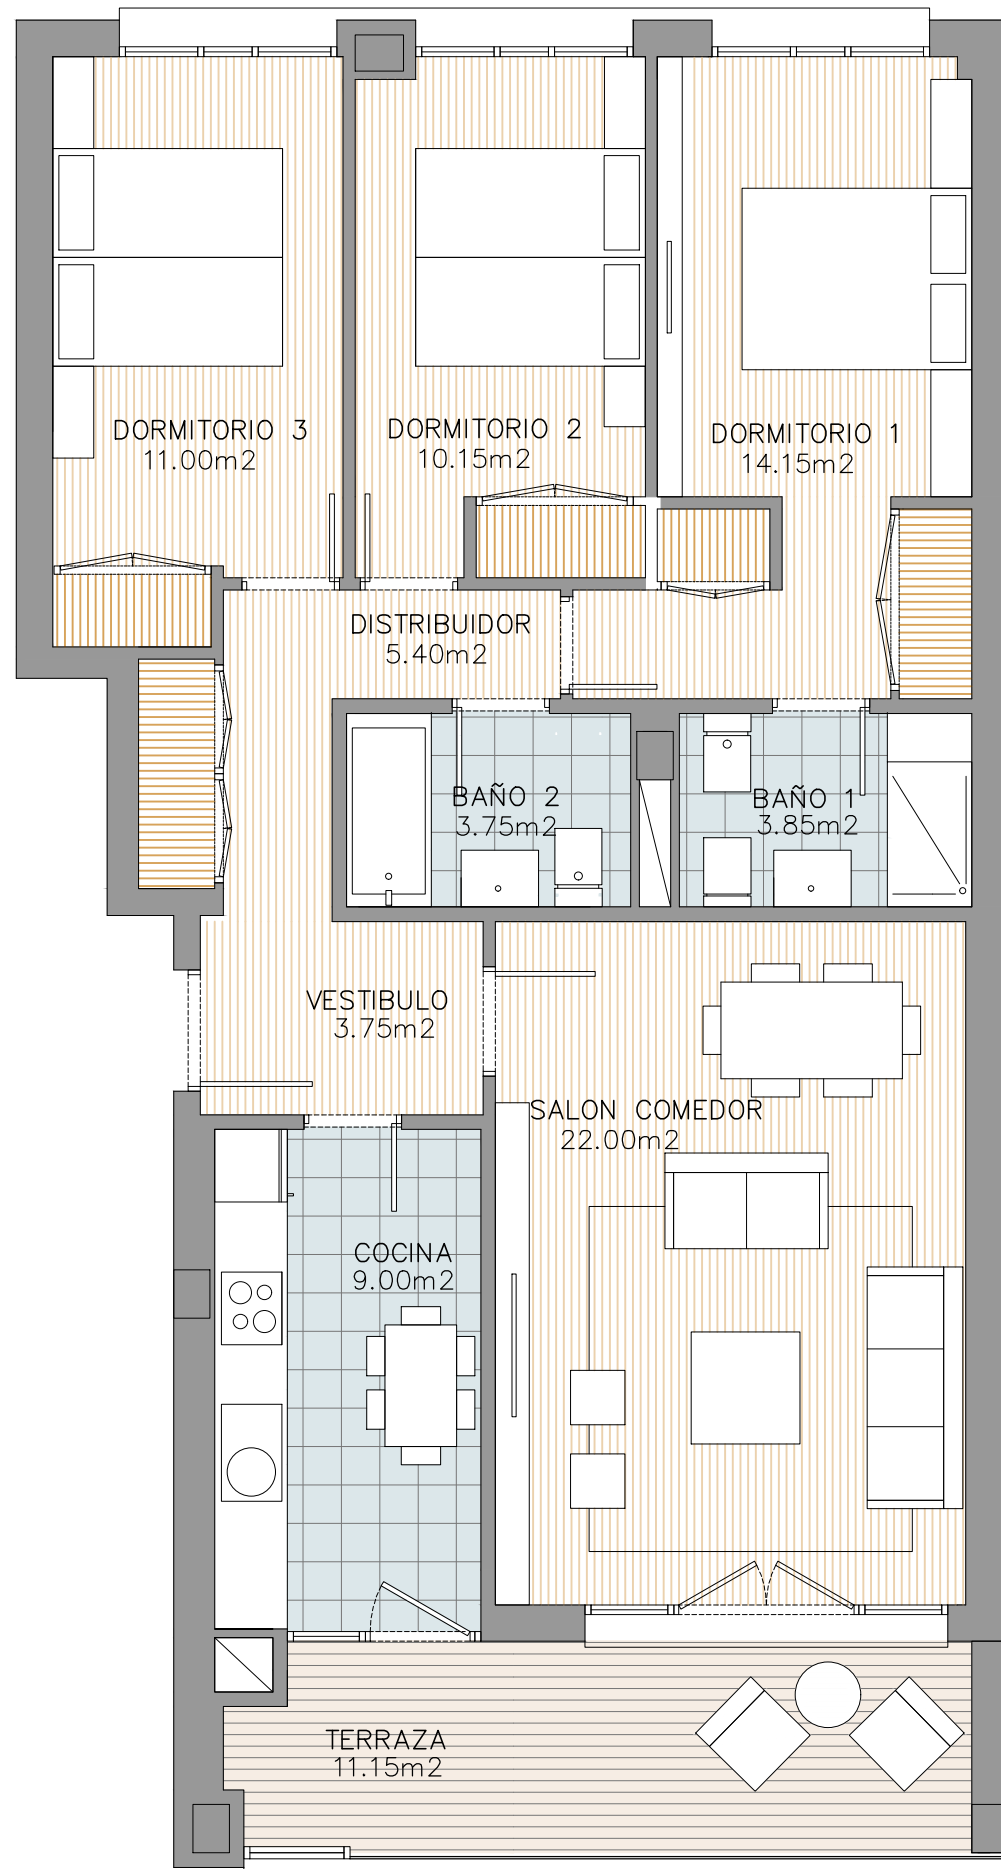 DORMITORIO 3
11.00m2
DORMITORIO 2
10.15m2
DORMITORIO 1
14.15m2
DISTRIBUIDOR
5.40m2
BAÑO 2
3.75m2
BAÑO 1
3.85m2
VESTIBULO
3.75m2
SALON COMEDOR
22.00m2
COCINA
9.00m2
TERRAZA
11.15m2